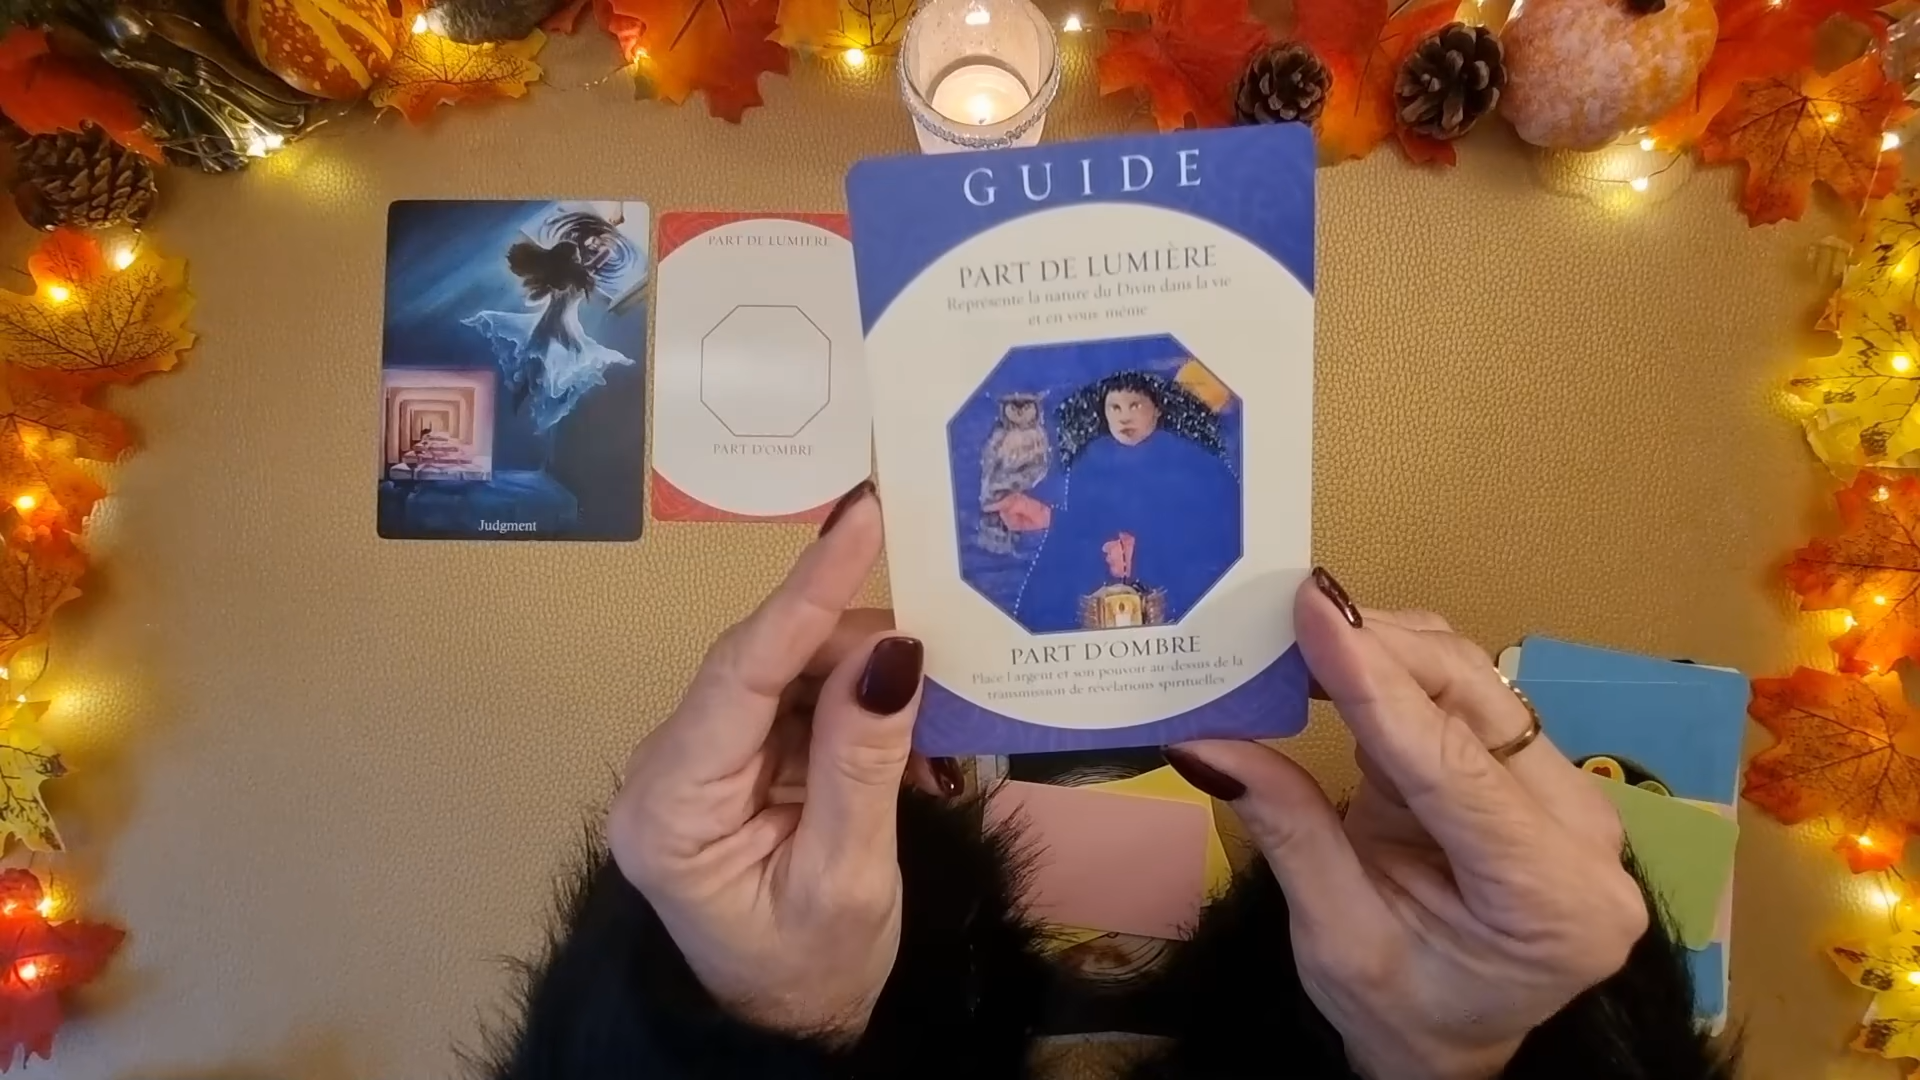 GUIDE
PART DE LUMIÈRE
Représente la nature du Divin dans la vie
et en vous-même
PART D'OMBRE
Place l'argent et son pouvoir au-dessus de la
transmission de révélations spirituelles
PART DE LUMIÈRE
PART D'OMBRE
Judgment